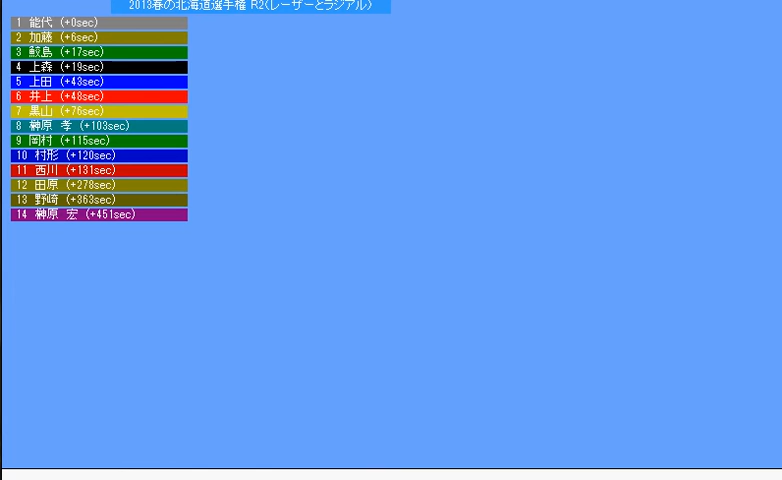 2013春の北海道選手権 R2(レーザーとラジアル)
1 能代 (+0sec)
2 加藤 (+6sec)
3 鮫島 (+17sec)
4 上森 (+19sec)
5 上田 (+43sec)
6 井上 (+48sec)
7 黒山 (+76sec)
8 榊原 孝 (+103sec)
9 岡村 (+115sec)
10 村形 (+120sec)
11 西川 (+131sec)
12 田原 (+278sec)
13 野崎 (+363sec)
14 榊原 宏 (+451sec)